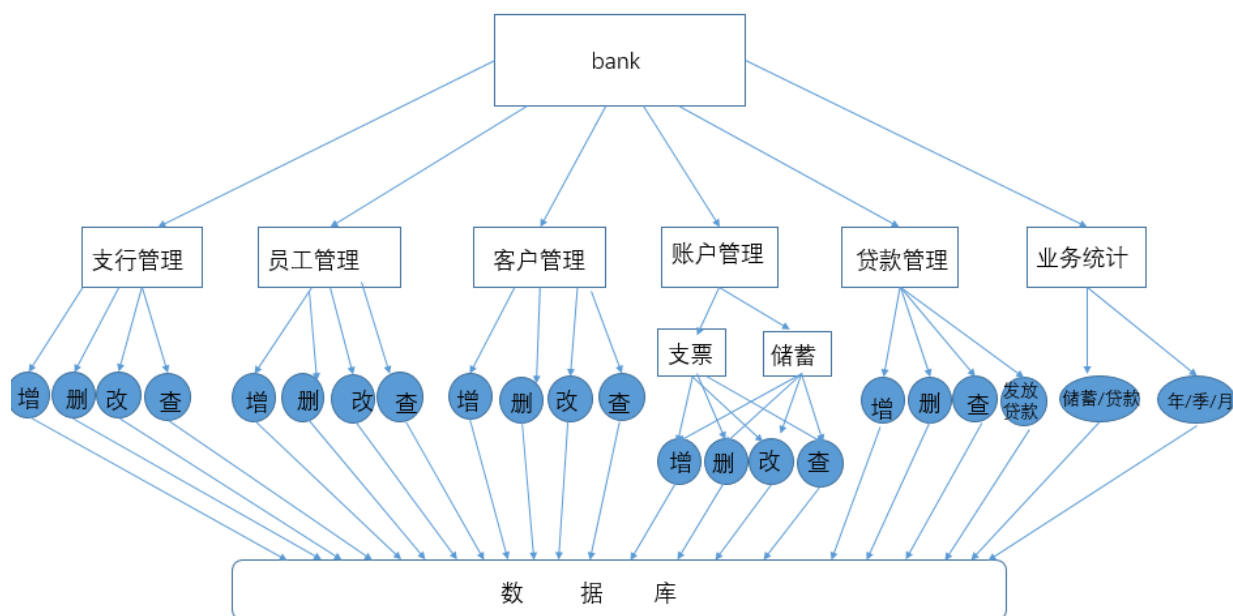 bank
支行管理
员工管理
客户管理
账户管理
贷款管理
业务统计
支票
储蓄
增
删
改
查
增
删
改
查
增
删
改
查
增
删
改
查
增
删
查
发放
贷款
储蓄/贷款
年/季/月
数 据 库